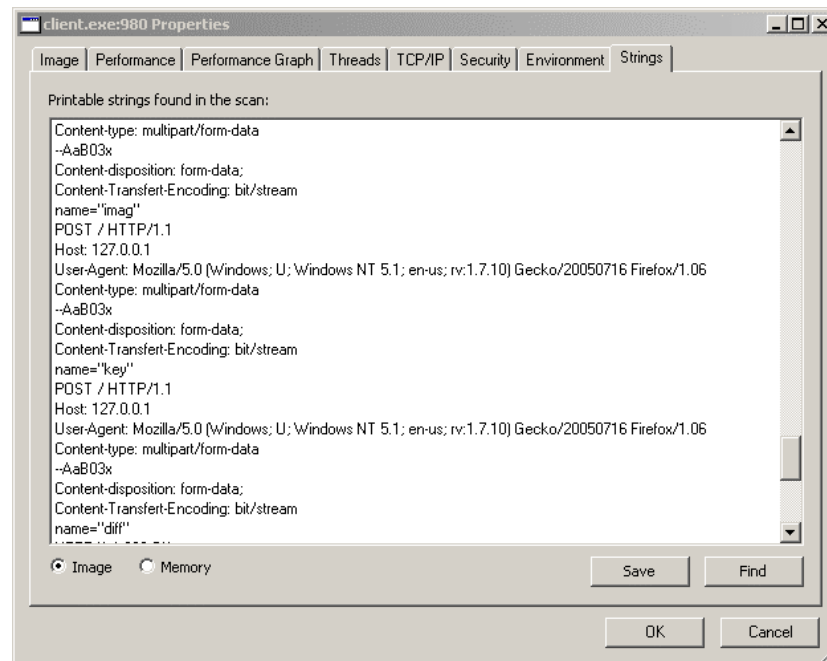 client.exe:980 Properties
Image Performance Performance Graph Threads TCP/IP Security Environment Strings
Printable strings found in the scan:
Content-type: multipart/form-data
--AaB03x
Content-disposition: form-data;
Content-Transfert-Encoding: bit/stream
name="imag"
POST / HTTP/1.1
Host: 127.0.0.1
User-Agent: Mozilla/5.0 (Windows; U; Windows NT 5.1; en-us; rv:1.7.10) Gecko/20050716 Firefox/1.06
Content-type: multipart/form-data
--AaB03x
Content-disposition: form-data;
Content-Transfert-Encoding: bit/stream
name="key"
POST / HTTP/1.1
Host: 127.0.0.1
User-Agent: Mozilla/5.0 (Windows; U; Windows NT 5.1; en-us; rv:1.7.10) Gecko/20050716 Firefox/1.06
Content-type: multipart/form-data
--AaB03x
Content-disposition: form-data;
Content-Transfert-Encoding: bit/stream
name="diff"
Image Memory Save Find
OK Cancel